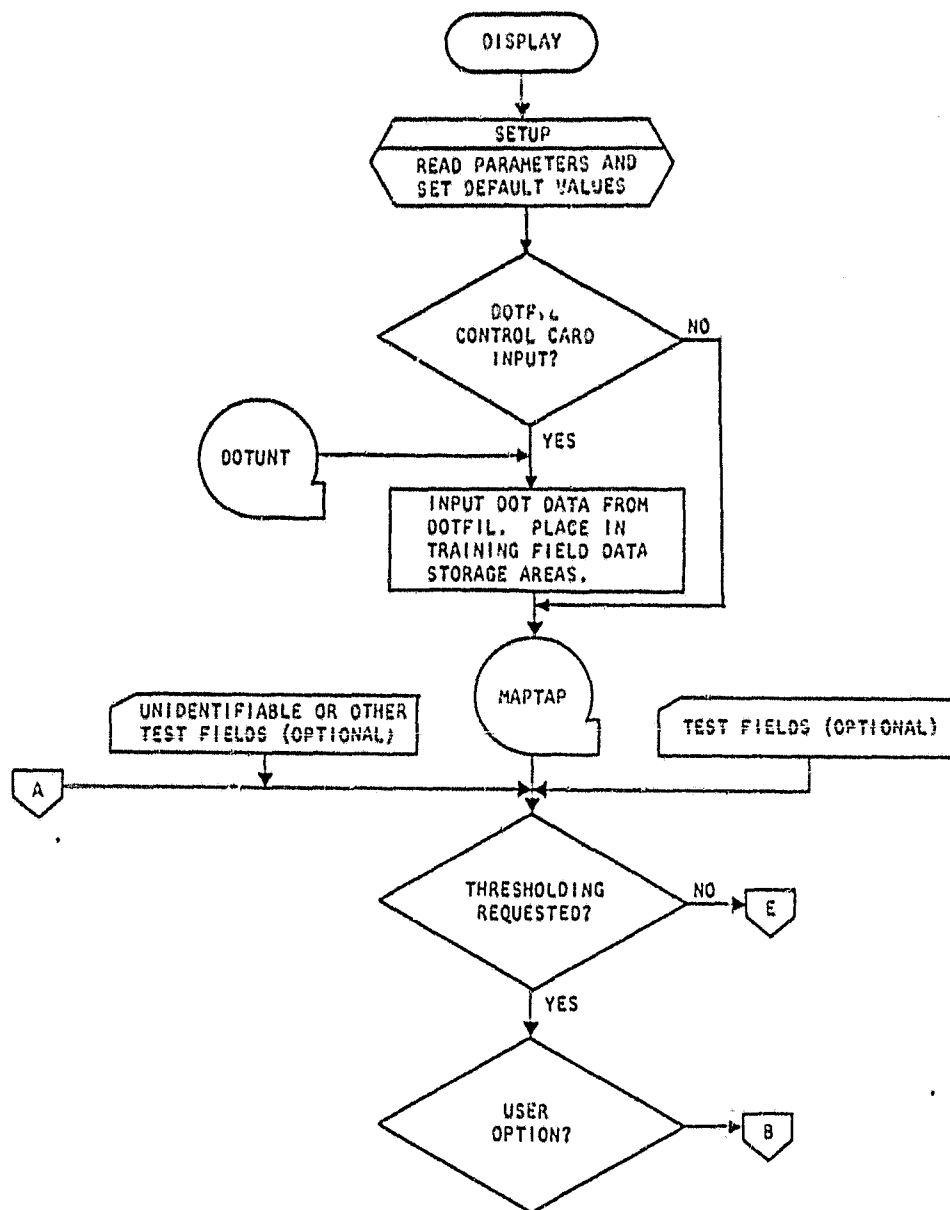 DISPLAY
SETUP
READ PARAMETERS AND
SET DEFAULT VALUES
DOTFIL
CONTROL CARD
INPUT?
NO
YES
DOTUNT
INPUT DOT DATA FROM
DOTFIL. PLACE IN
TRAINING FIELD DATA
STORAGE AREAS.
MAPTAP
UNIDENTIFIABLE OR OTHER
TEST FIELDS (OPTIONAL)
TEST FIELDS (OPTIONAL)
A
THRESHOLDING
REQUESTED?
NO
E
YES
USER
OPTION?
B